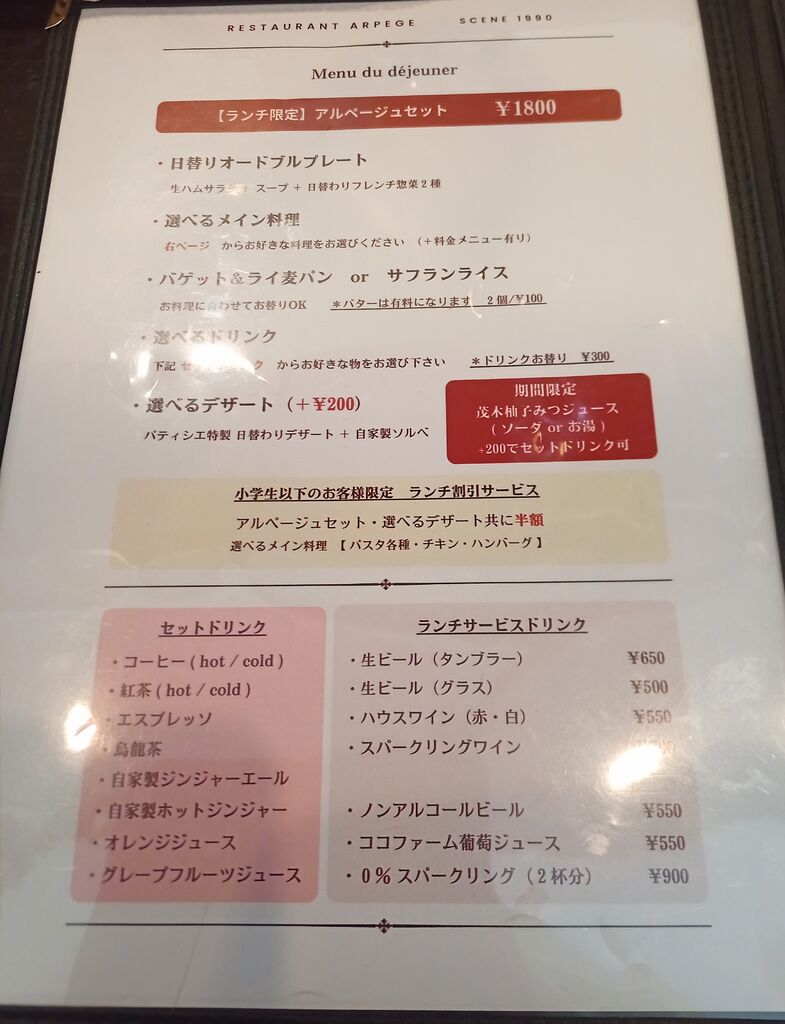 RESTAURANT ARPEGE SCENE 1990
Menu du déjeuner
【ランチ限定】アルページュセット ¥1800
・日替りオードブルプレート
生ハムサラダ + スープ + 日替わりフレンチ惣菜2種
・選べるメイン料理
右ページ からお好きな料理をお選びください （+料金メニュー有り）
・バゲット&ライ麦パン or サフランライス
お料理に合わせてお替りOK ＊バターは有料になります 2個/¥100
・選べるドリンク
下記 セットドリンク からお好きな物をお選び下さい ＊ドリンクお替り ¥300
・選べるデザート（+¥200）
パティシエ特製 日替わりデザート + 自家製ソルベ
期間限定
茂木柚子みつジュース
( ソーダ or お湯 )
+200でセットドリンク可
小学生以下のお客様限定 ランチ割引サービス
アルページュセット・選べるデザート共に半額
選べるメイン料理 【 パスタ各種・チキン・ハンバーグ 】
セットドリンク
・コーヒー ( hot / cold )
・紅茶 ( hot / cold )
・エスプレッソ
・烏龍茶
・自家製ジンジャーエール
・自家製ホットジンジャー
・オレンジジュース
・グレープフルーツジュース
ランチサービスドリンク
・生ビール（タンブラー） ¥650
・生ビール（グラス） ¥500
・ハウスワイン（赤・白） ¥550
・スパークリングワイン
・ノンアルコールビール ¥550
・ココファーム葡萄ジュース ¥550
・0% スパークリング（2杯分） ¥900